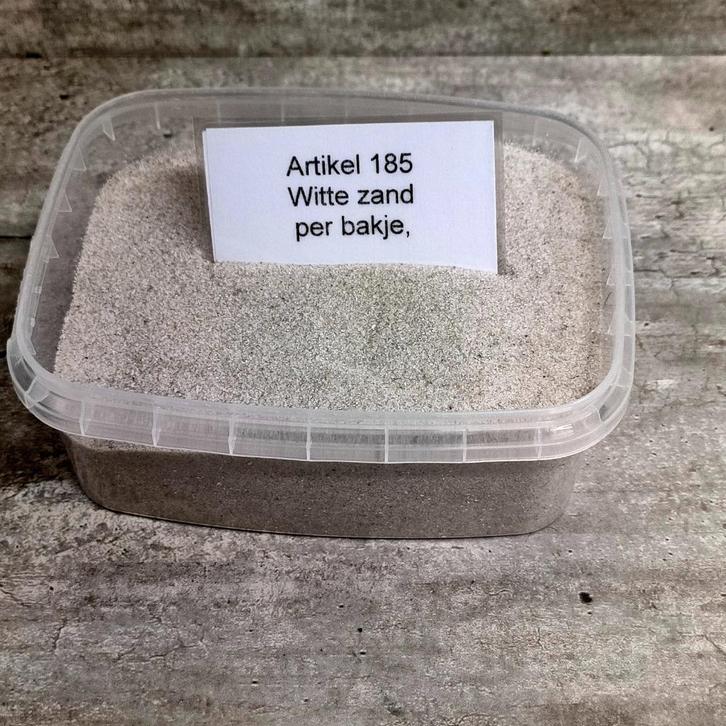 Artikel 185
Witte zand
per bakje,